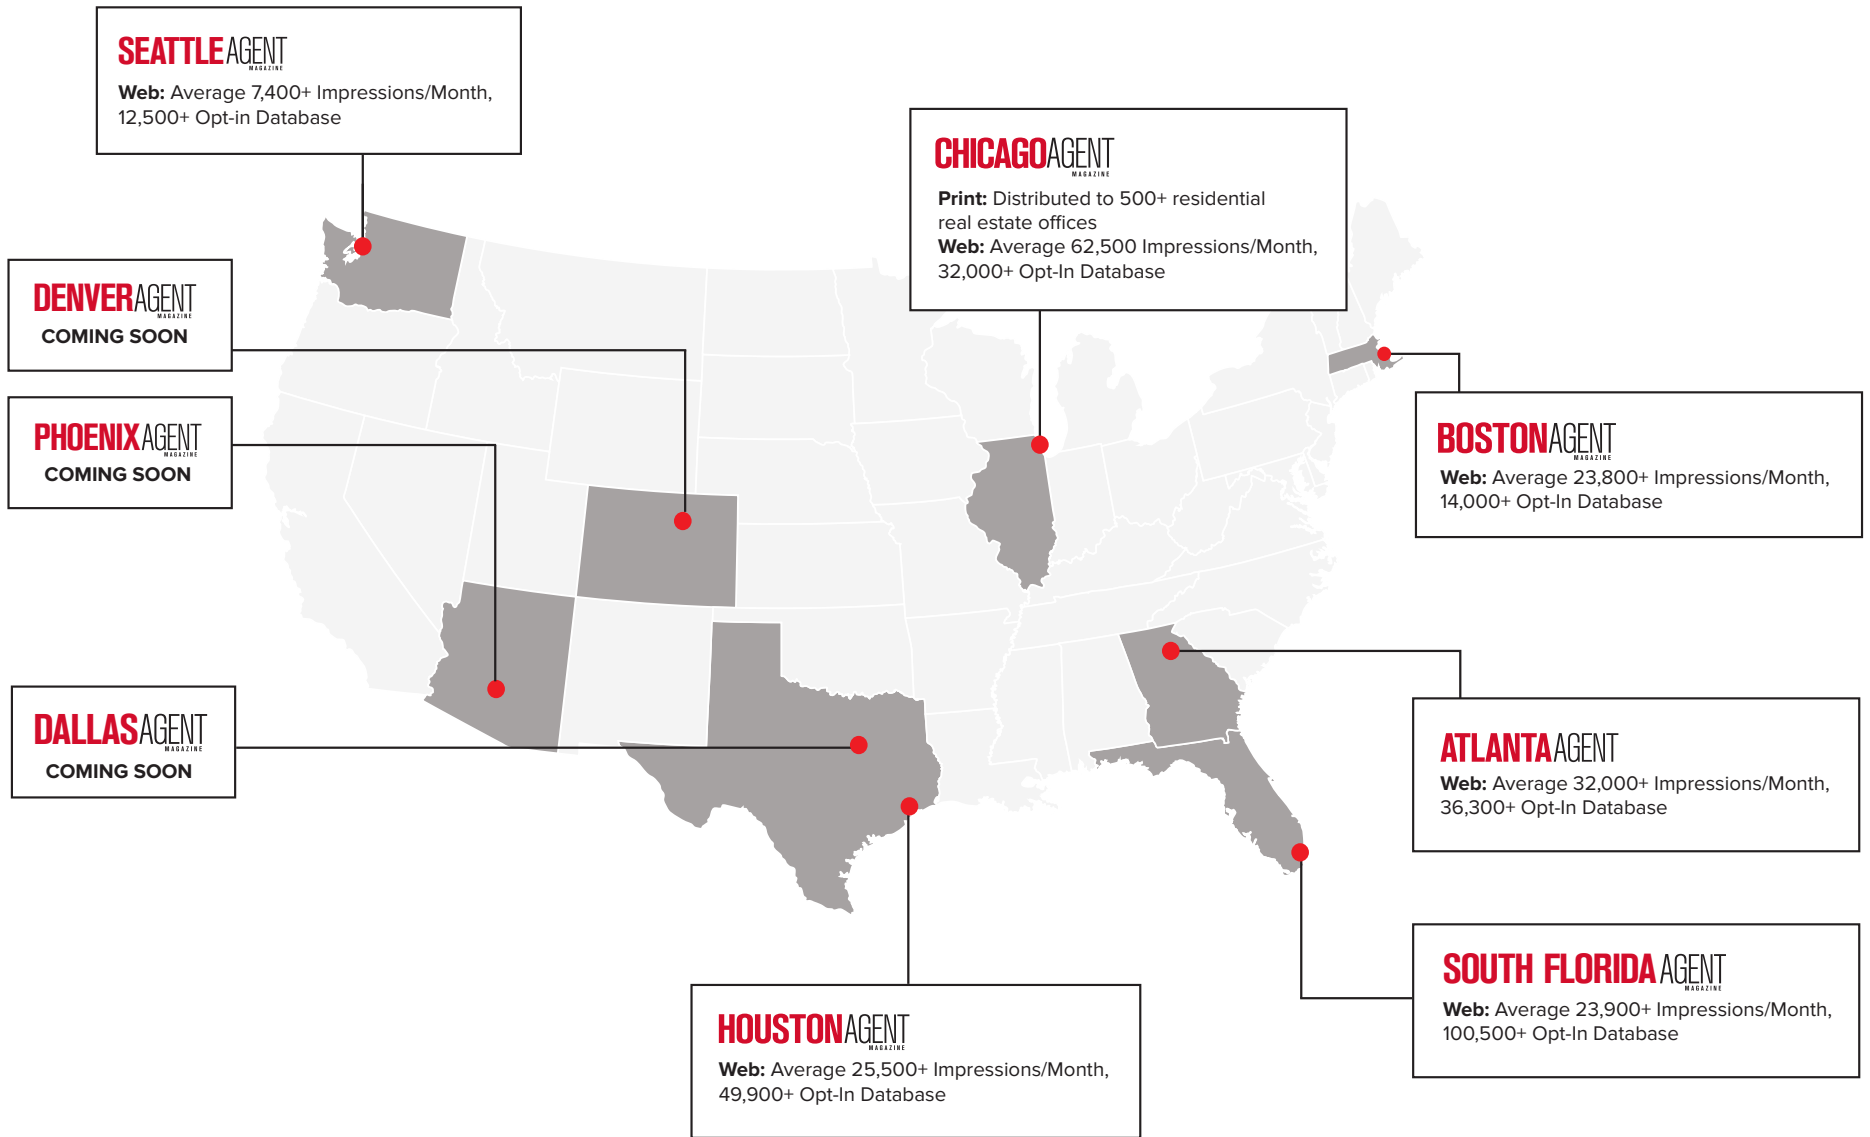 SEATTLE AGENT
MAGAZINE
Web: Average 7,400+ Impressions/Month,
12,500+ Opt-in Database
CHICAGOAGENT
MAGAZINE
Print: Distributed to 500+ residential
real estate offices
Web: Average 62,500 Impressions/Month,
32,000+ Opt-In Database
DENVERAGENT
MAGAZINE
COMING SOON
PHOENIXAGENT
MAGAZINE
COMING SOON
BOSTONAGENT
MAGAZINE
Web: Average 23,800+ Impressions/Month,
14,000+ Opt-In Database
DALLASAGENT
MAGAZINE
COMING SOON
ATLANTAAGENT
Web: Average 32,000+ Impressions/Month,
36,300+ Opt-In Database
SOUTH FLORIDA AGENT
MAGAZINE
Web: Average 23,900+ Impressions/Month,
100,500+ Opt-In Database
HOUSTONAGENT
MAGAZINE
Web: Average 25,500+ Impressions/Month,
49,900+ Opt-In Database